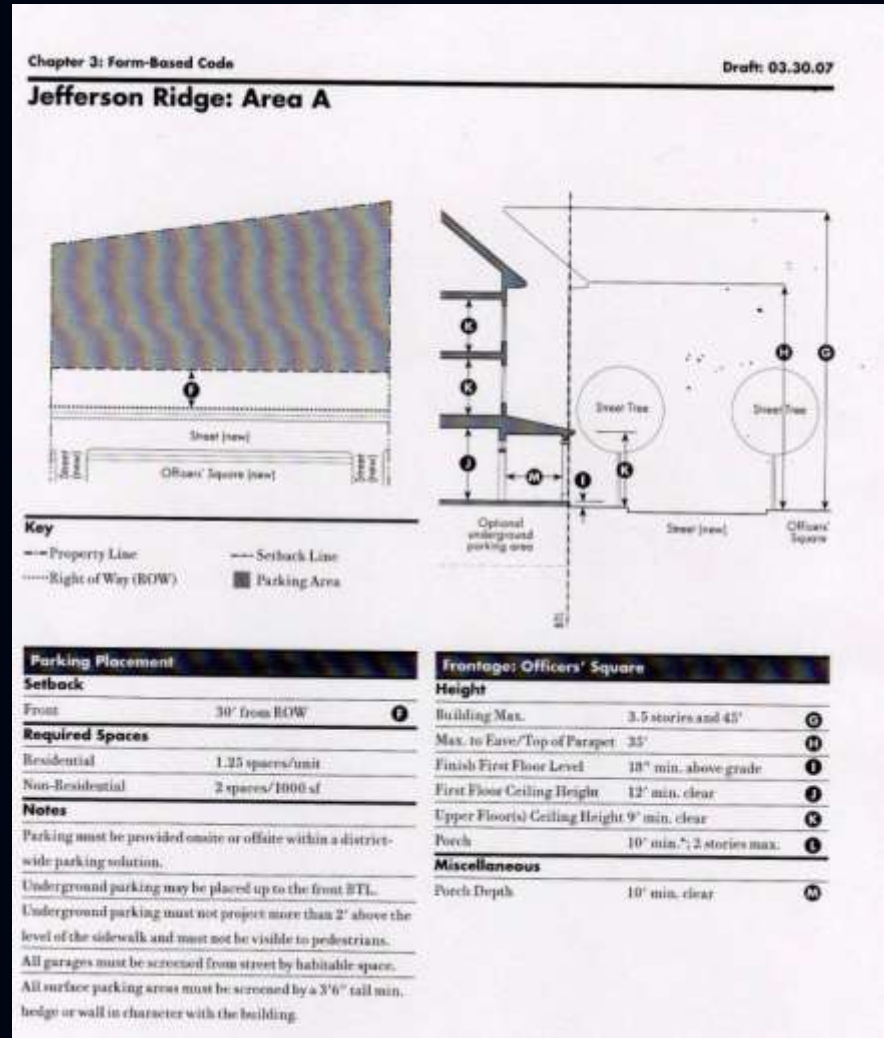 Chapter 3: Form-Based Code
Draft: 03.30.07
Jefferson Ridge: Area A
F
Street (new)
Street (new)
Officers' Square (new)
Street (new)
K
K
J
M
I
K
H
G
Street Tree
Street Tree
Optional
underground
parking area
Street (new)
Officers'
Square
BTL
Key
Property Line
Setback Line
Right of Way (ROW)
Parking Area
Parking Placement
Setback
Front 30' from ROW F
Required Spaces
Residential 1.25 spaces/unit
Non-Residential 2 spaces/1000 sf
Notes
Parking must be provided onsite or offsite within a district-
wide parking solution.
Underground parking may be placed up to the front BTL.
Underground parking must not project more than 2' above the
level of the sidewalk and must not be visible to pedestrians.
All garages must be screened from street by habitable space.
All surface parking areas must be screened by a 3'6" tall min.
hedge or wall in character with the building.
Frontage: Officers' Square
Height
Building Max. 3.5 stories and 45' G
Max. to Eave/Top of Parapet 35' H
Finish First Floor Level 18" min. above grade I
First Floor Ceiling Height 12' min. clear J
Upper Floor(s) Ceiling Height 9' min. clear K
Porch 10' min.*; 2 stories max. L
Miscellaneous
Porch Depth 10' min. clear M